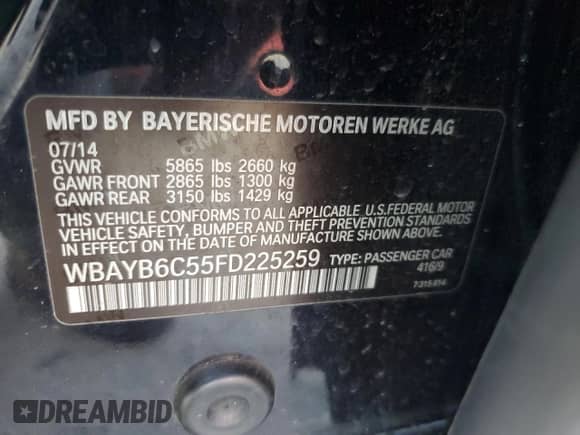 MFD BY BAYERISCHE MOTOREN WERKE AG
07/14
GVWR 5865 lbs 2660 kg
GAWR FRONT 2865 lbs 1300 kg
GAWR REAR 3150 lbs 1429 kg
THIS VEHICLE CONFORMS TO ALL APPLICABLE U.S.FEDERAL MOTOR
VEHICLE SAFETY, BUMPER AND THEFT PREVENTION STANDARDS
IN EFFECT ON THE DATE OF MANUFACTURE SHOWN ABOVE.
WBAYB6C55FD225259 TYPE: PASSENGER CAR
416/9
DREAMBID